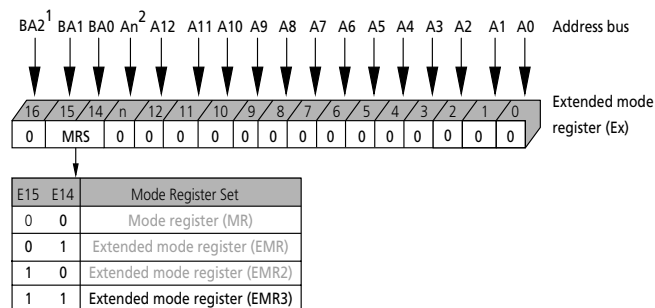 BA2¹ BA1 BA0 An² A12 A11 A10 A9 A8 A7 A6 A5 A4 A3 A2 A1 A0 Address bus
16 15 14 n 12 11 10 9 8 7 6 5 4 3 2 1 0 Extended mode
register (Ex)
0 MRS 0 0 0 0 0 0 0 0 0 0 0 0 0 0
E15 E14 Mode Register Set
0 0 Mode register (MR)
0 1 Extended mode register (EMR)
1 0 Extended mode register (EMR2)
1 1 Extended mode register (EMR3)